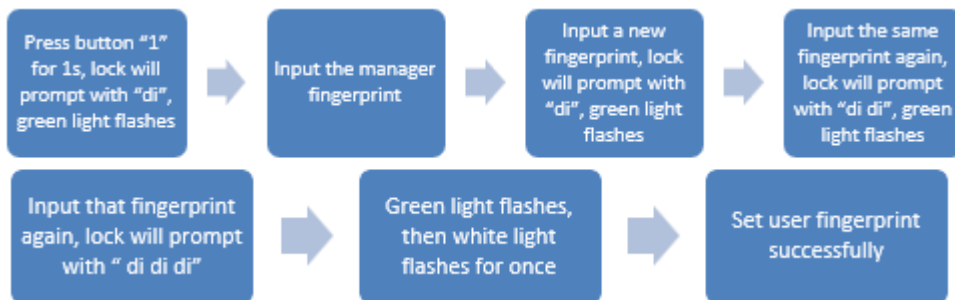 Press button “1”
for 1s, lock will
prompt with “di”,
green light flashes
Input the manager
fingerprint
Input a new
fingerprint, lock
will prompt with
“di”, green light
flashes
Input the same
fingerprint again,
lock will prompt
with “di di”, green
light flashes
Input that fingerprint
again, lock will prompt
with “ di di di”
Green light flashes,
then white light
flashes for once
Set user fingerprint
successfully